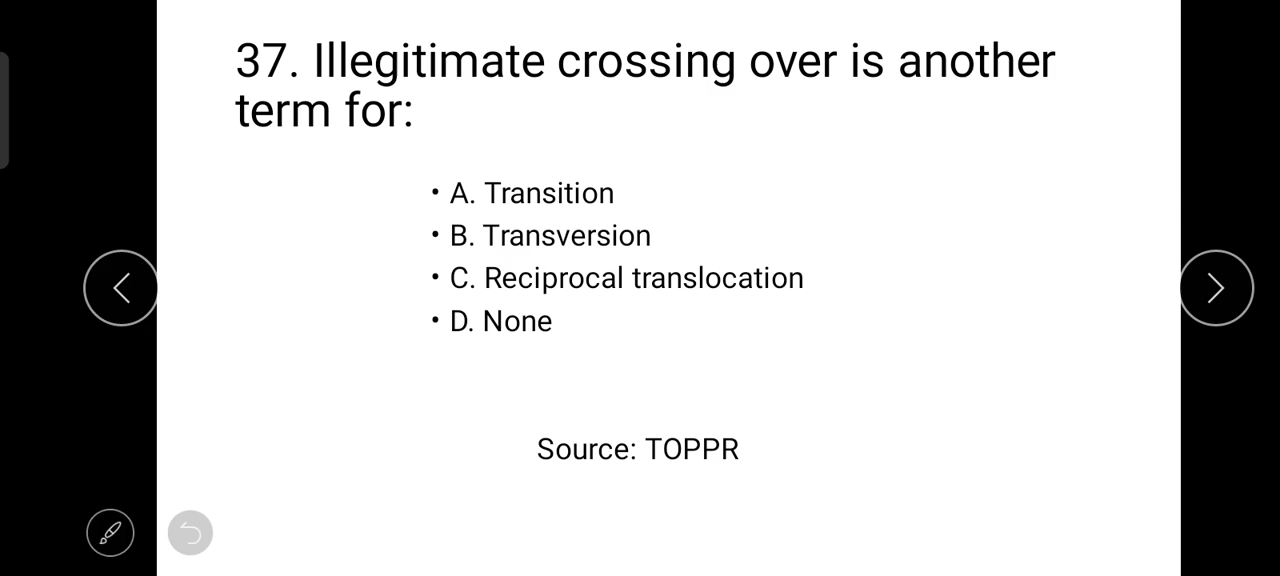 37. Illegitimate crossing over is another
term for:
• A. Transition
• B. Transversion
• C. Reciprocal translocation
• D. None
Source: TOPPR